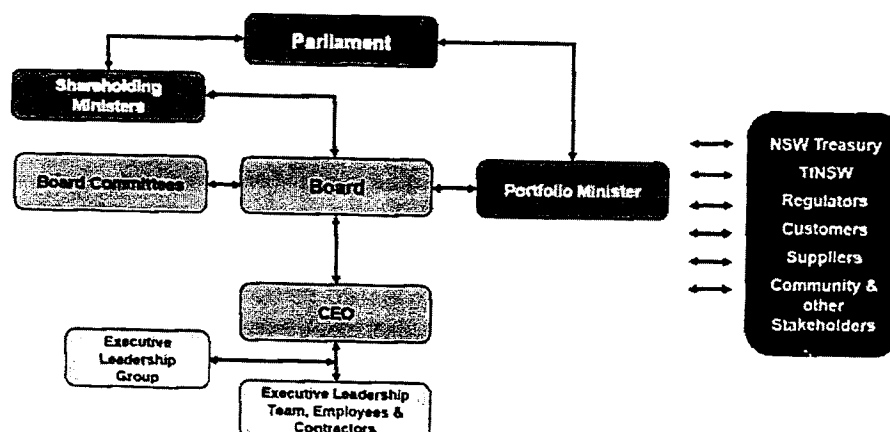 Parliament
Shareholding
Ministers
Board Committees
Board
Portfolio Minister
NSW Treasury
TfNSW
Regulators
Customers
Suppliers
Community &
other
Stakeholders
CEO
Executive
Leadership
Group
Executive Leadership
Team, Employees &
Contractors